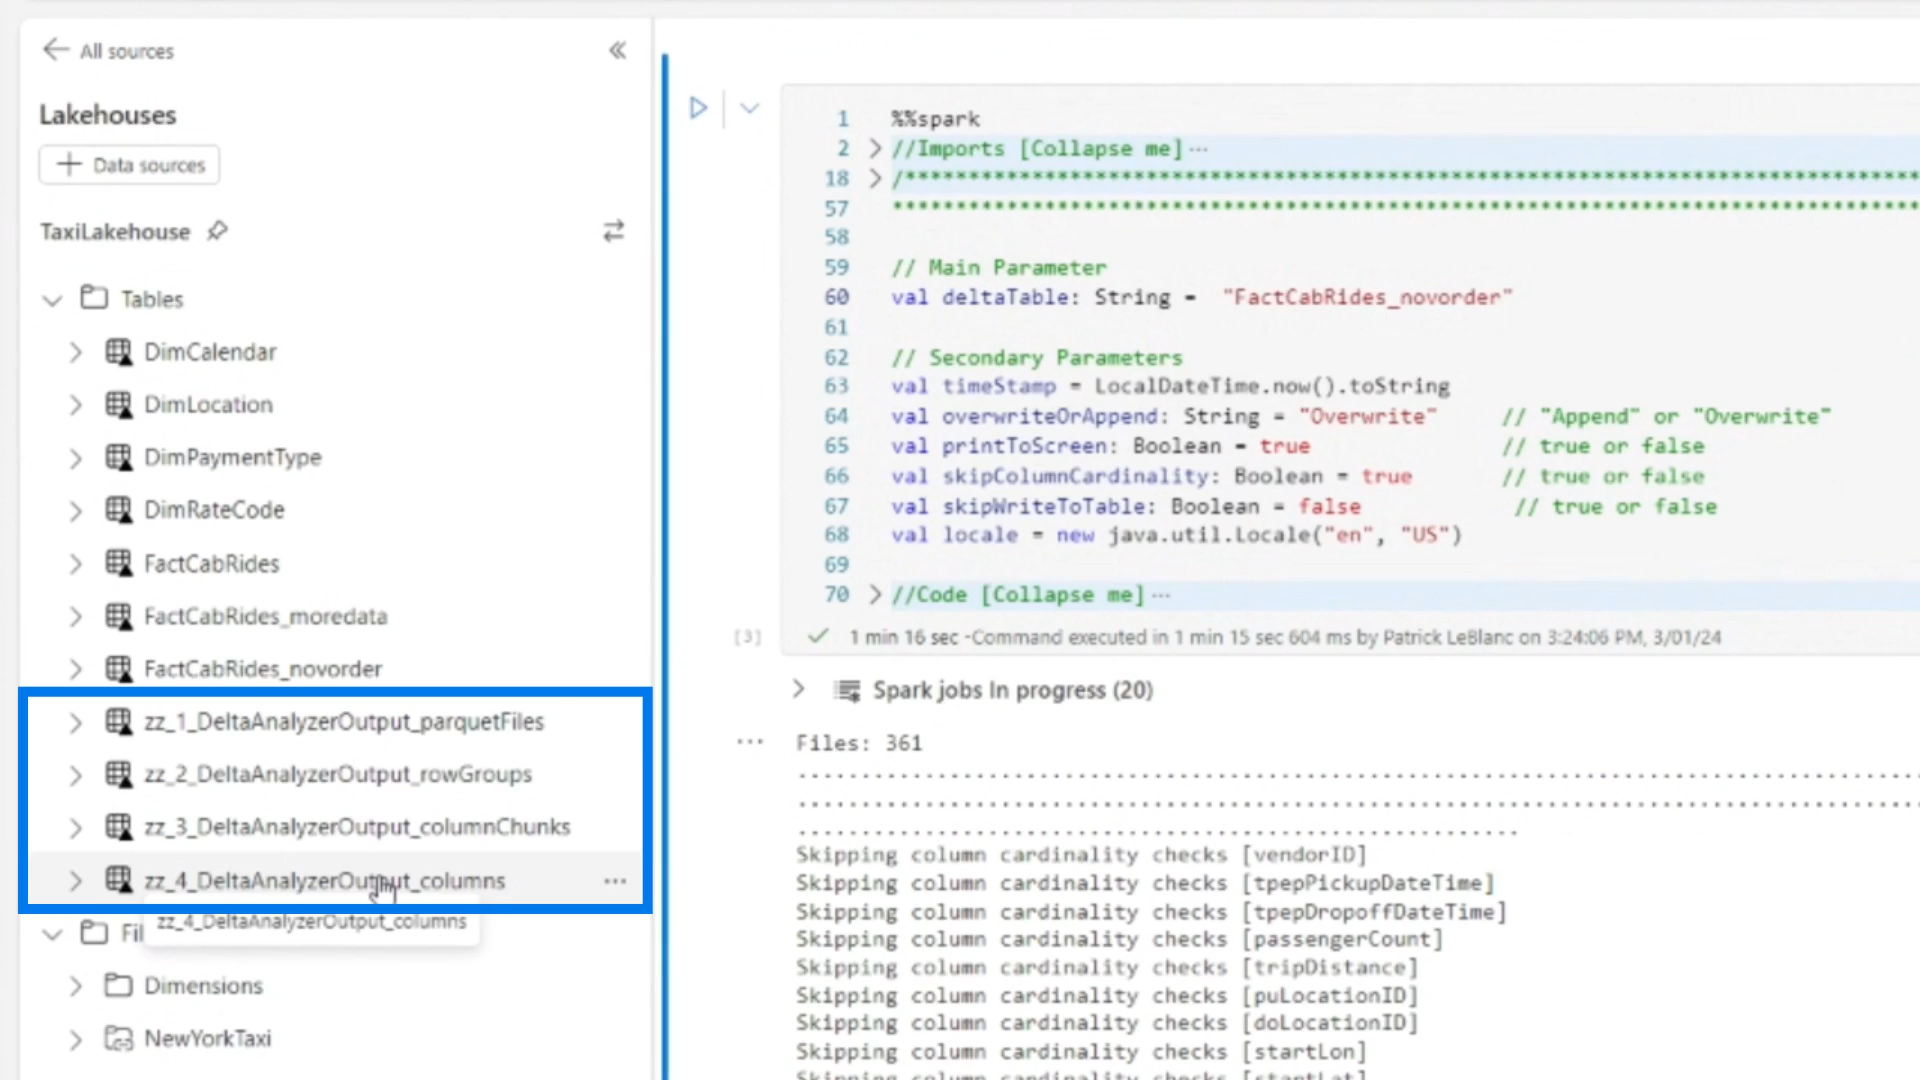 All sources
Lakehouses
Data sources
TaxiLakehouse
Tables
DimCalendar
DimLocation
DimPaymentType
DimRateCode
FactCabRides
FactCabRides_moredata
FactCabRides_novorder
zz_1_DeltaAnalyzerOutput_parquetFiles
zz_2_DeltaAnalyzerOutput_rowGroups
zz_3_DeltaAnalyzerOutput_columnChunks
zz_4_DeltaAnalyzerOutput_columns
zz_4_DeltaAnalyzerOutput_columns
Dimensions
NewYorkTaxi
1 %%spark
2 //Imports [Collapse me] ...
18 /*******************************************************************************
57 ********************************************************************************
58
59 // Main Parameter
60 val deltaTable: String = "FactCabRides_novorder"
61
62 // Secondary Parameters
63 val timeStamp = LocalDateTime.now().toString
64 val overwriteOrAppend: String = "Overwrite" // "Append" or "Overwrite"
65 val printToScreen: Boolean = true // true or false
66 val skipColumnCardinality: Boolean = true // true or false
67 val skipWriteToTable: Boolean = false // true or false
68 val locale = new java.util.Locale("en", "US")
69
70 //Code [Collapse me] ...
[3] 1 min 16 sec -Command executed in 1 min 15 sec 604 ms by Patrick LeBlanc on 3:24:06 PM, 3/01/24
Spark jobs In progress (20)
Files: 361
Skipping column cardinality checks [vendorID]
Skipping column cardinality checks [tpepPickupDateTime]
Skipping column cardinality checks [tpepDropoffDateTime]
Skipping column cardinality checks [passengerCount]
Skipping column cardinality checks [tripDistance]
Skipping column cardinality checks [puLocationID]
Skipping column cardinality checks [doLocationID]
Skipping column cardinality checks [startLon]
Skipping column cardinality checks [startLat]